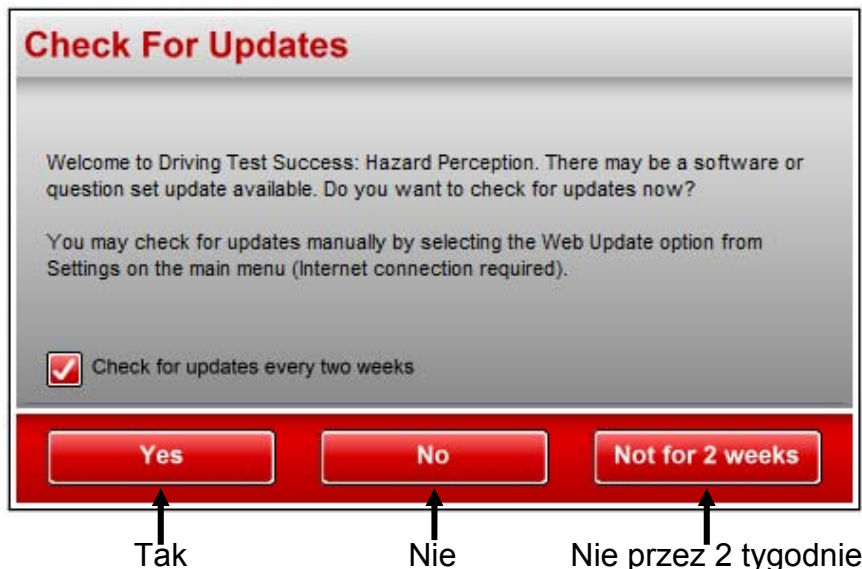 Check For Updates
Welcome to Driving Test Success: Hazard Perception. There may be a software or
question set update available. Do you want to check for updates now?
You may check for updates manually by selecting the Web Update option from
Settings on the main menu (Internet connection required).
Check for updates every two weeks
Yes No Not for 2 weeks
Tak Nie Nie przez 2 tygodnie